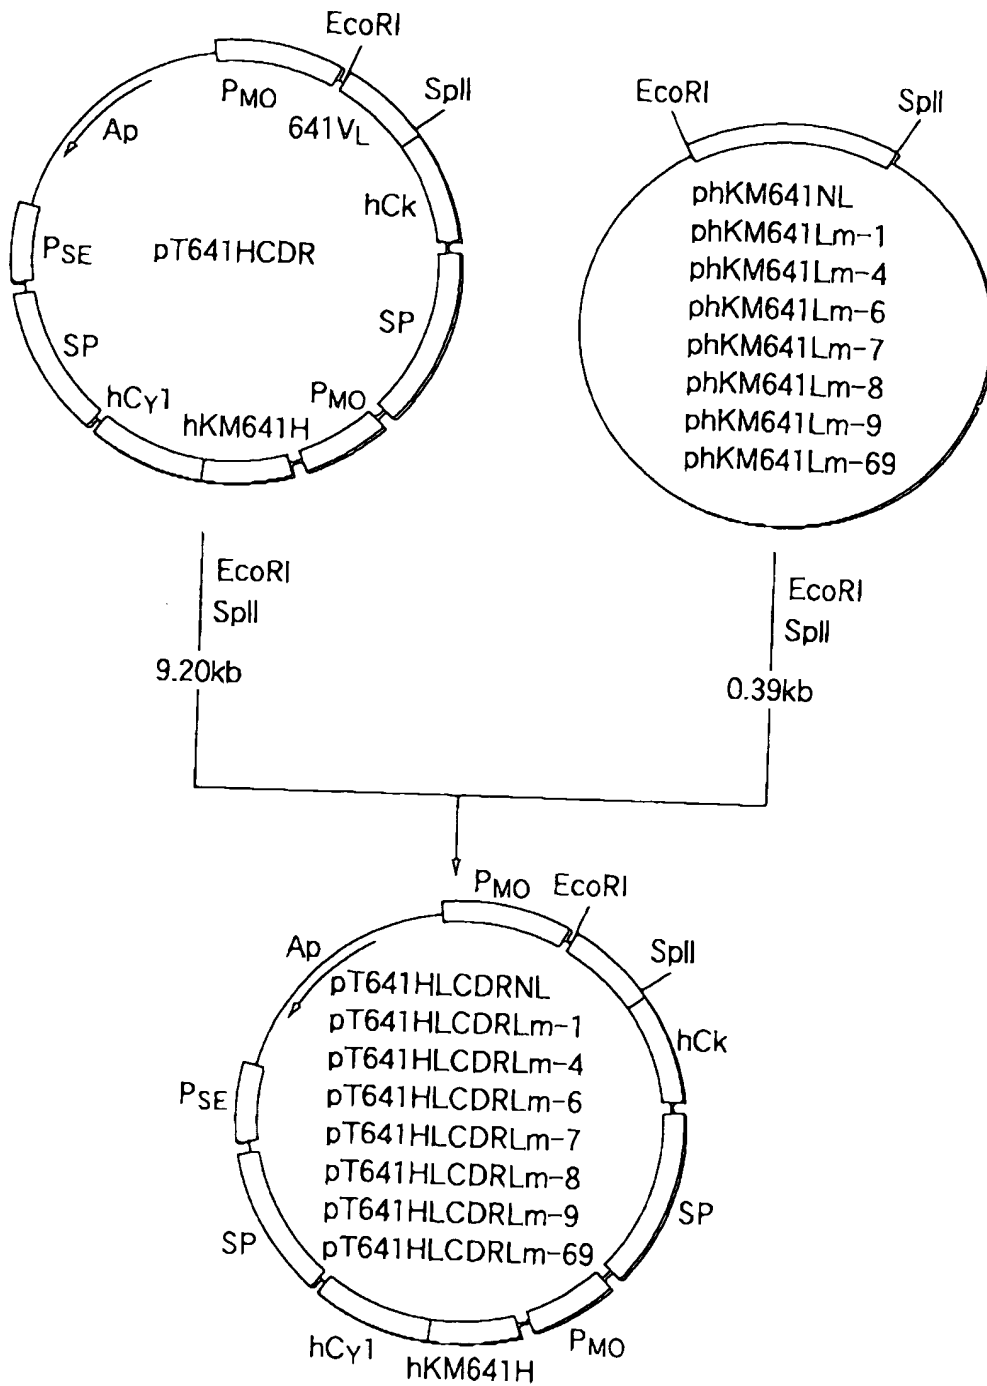 EcoRI
PMO
SplI
641VL
Ap
hCk
PSE
pT641HCDR
SP
SP
hCγ1
PMO
hKM641H
EcoRI
SplI
phKM641NL
phKM641Lm-1
phKM641Lm-4
phKM641Lm-6
phKM641Lm-7
phKM641Lm-8
phKM641Lm-9
phKM641Lm-69
EcoRI
SplI
9.20kb
EcoRI
SplI
0.39kb
PMO
EcoRI
SplI
Ap
pT641HLCDRNL
pT641HLCDRLm-1
hCk
pT641HLCDRLm-4
PSE
pT641HLCDRLm-6
pT641HLCDRLm-7
pT641HLCDRLm-8
pT641HLCDRLm-9
SP
SP
pT641HLCDRLm-69
hCγ1
PMO
hKM641H